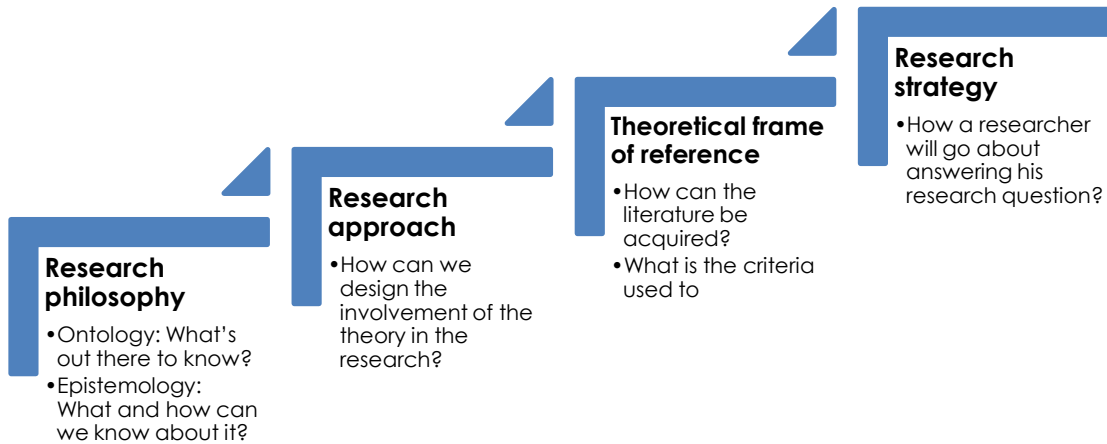 Research
philosophy
•Ontology: What's
out there to know?
•Epistemology:
What and how can
we know about it?
Research
approach
•How can we
design the
involvement of the
theory in the
research?
Theoretical frame
of reference
•How can the
literature be
acquired?
•What is the criteria
used to
Research
strategy
•How a researcher
will go about
answering his
research question?